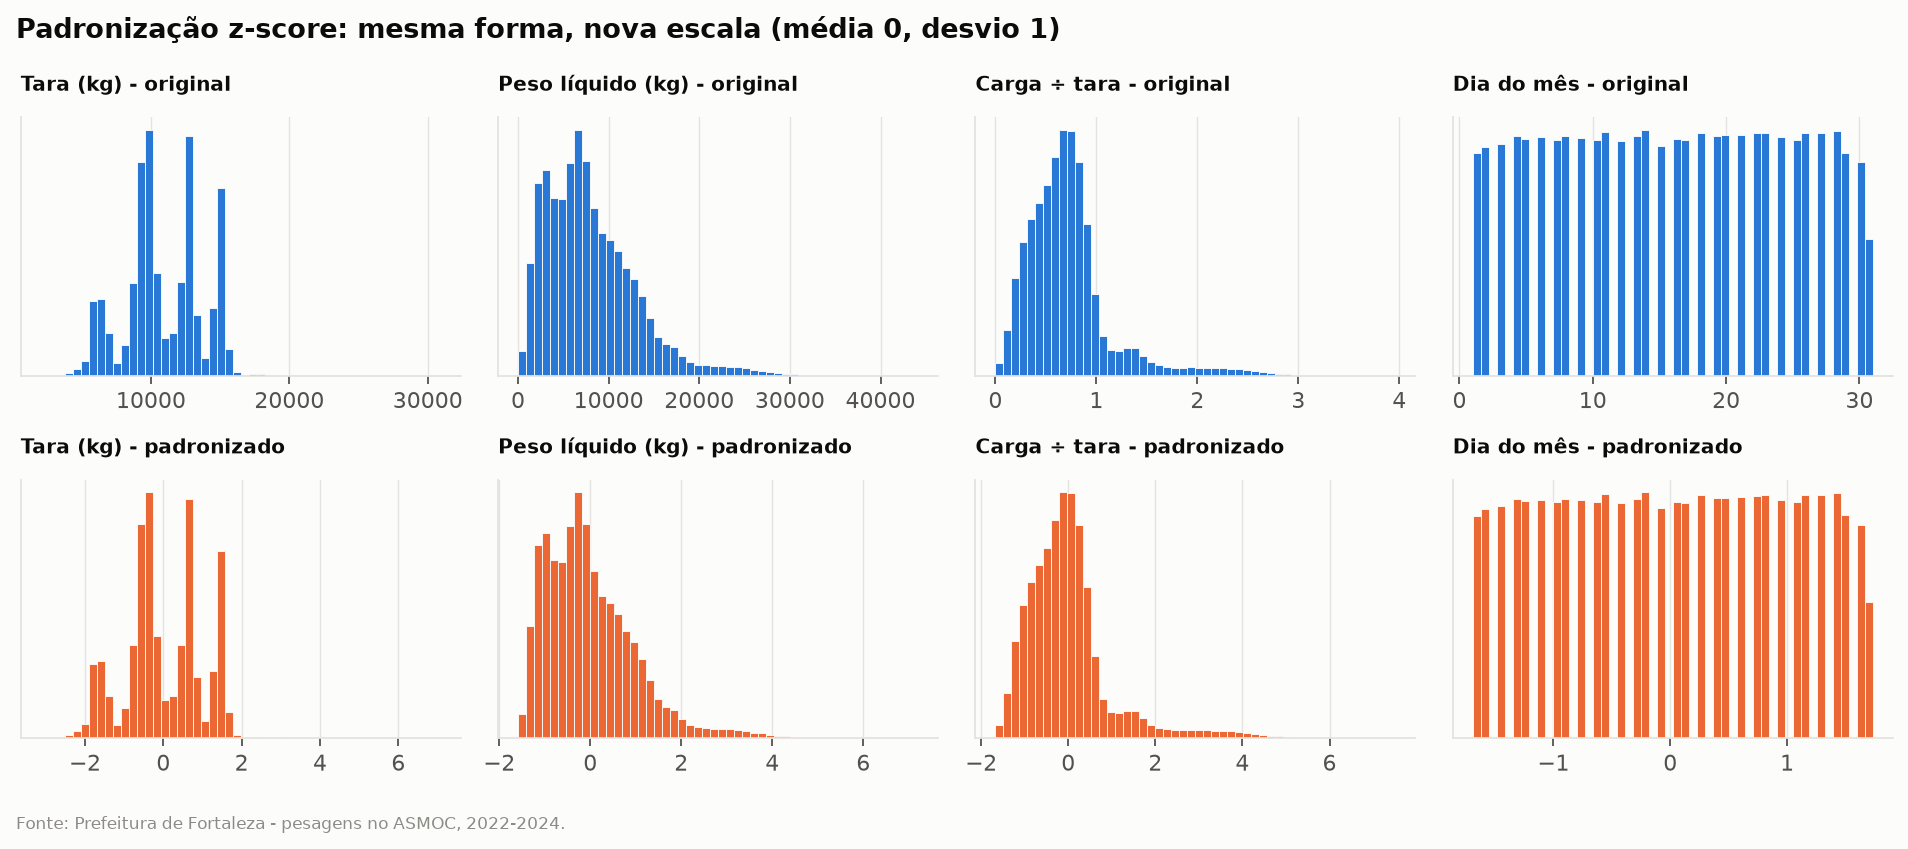 Padronização z-score: mesma forma, nova escala (média 0, desvio 1)
Tara (kg) - original
Peso líquido (kg) - original
Carga ÷ tara - original
Dia do mês - original
10000 20000 30000
0 10000 20000 30000 40000
0 1 2 3 4
0 10 20 30
Tara (kg) - padronizado
Peso líquido (kg) - padronizado
Carga ÷ tara - padronizado
Dia do mês - padronizado
−2 0 2 4 6
−2 0 2 4 6
−2 0 2 4 6
−1 0 1
Fonte: Prefeitura de Fortaleza - pesagens no ASMOC, 2022-2024.